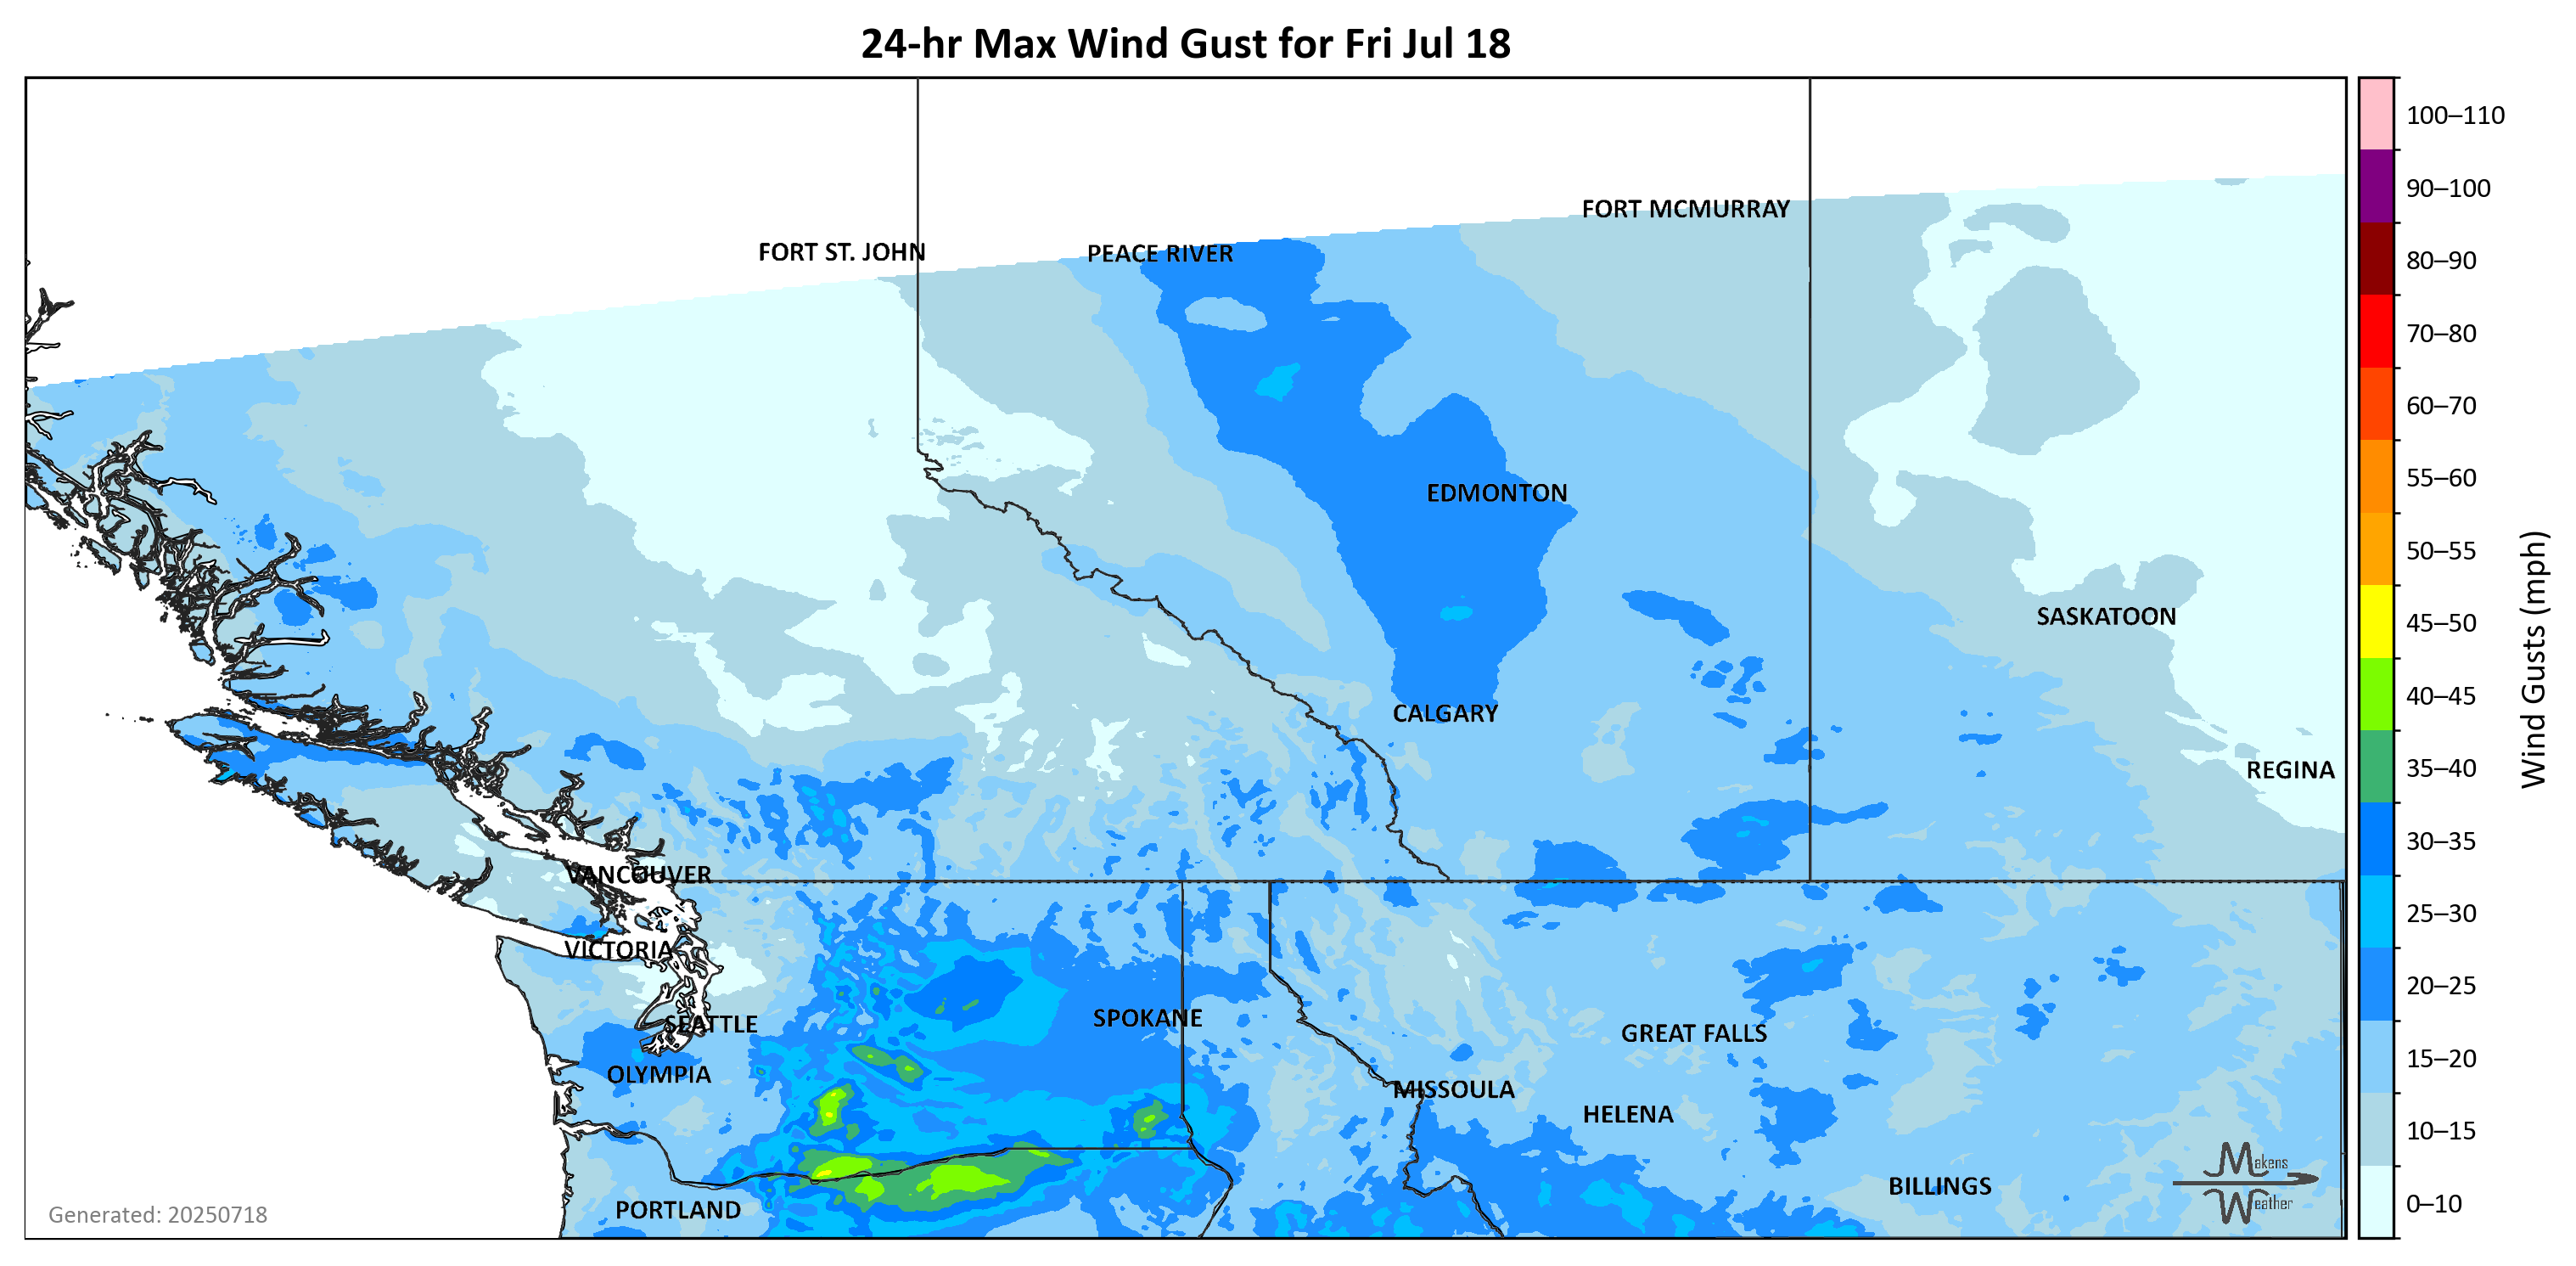 24-hr Max Wind Gust for Fri Jul 18
FORT MCMURRAY
FORT ST. JOHN
PEACE RIVER
EDMONTON
SASKATOON
CALGARY
REGINA
VANCOUVER
VICTORIA
SPOKANE
SEATTLE
GREAT FALLS
OLYMPIA
MISSOULA
HELENA
BILLINGS
PORTLAND
Generated: 20250718
Makens
Weather
100–110
90–100
80–90
70–80
60–70
55–60
50–55
45–50
40–45
35–40
30–35
25–30
20–25
15–20
10–15
0–10
Wind Gusts (mph)